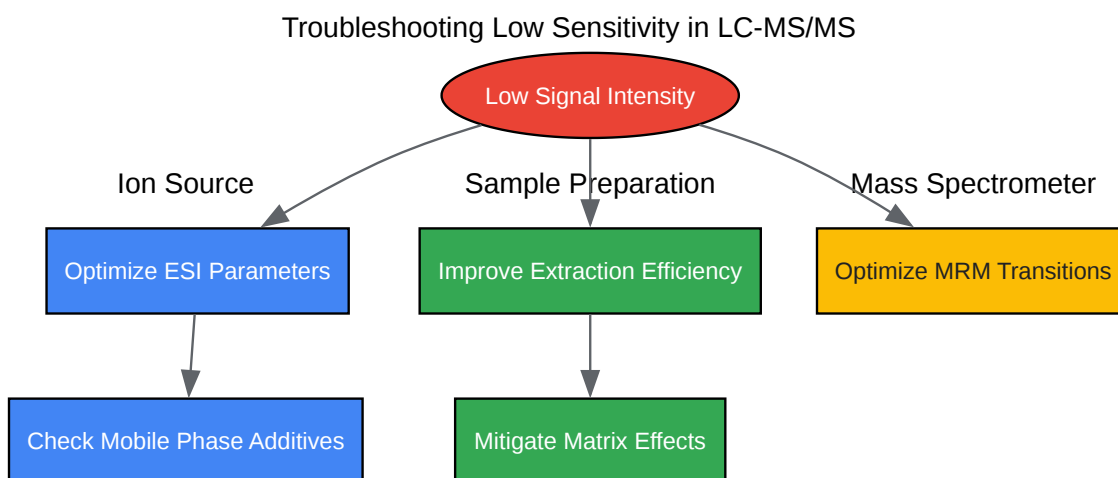 Troubleshooting Low Sensitivity in LC-MS/MS
Low Signal Intensity
Ion Source
Sample Preparation
Mass Spectrometer
Optimize ESI Parameters
Improve Extraction Efficiency
Optimize MRM Transitions
Check Mobile Phase Additives
Mitigate Matrix Effects